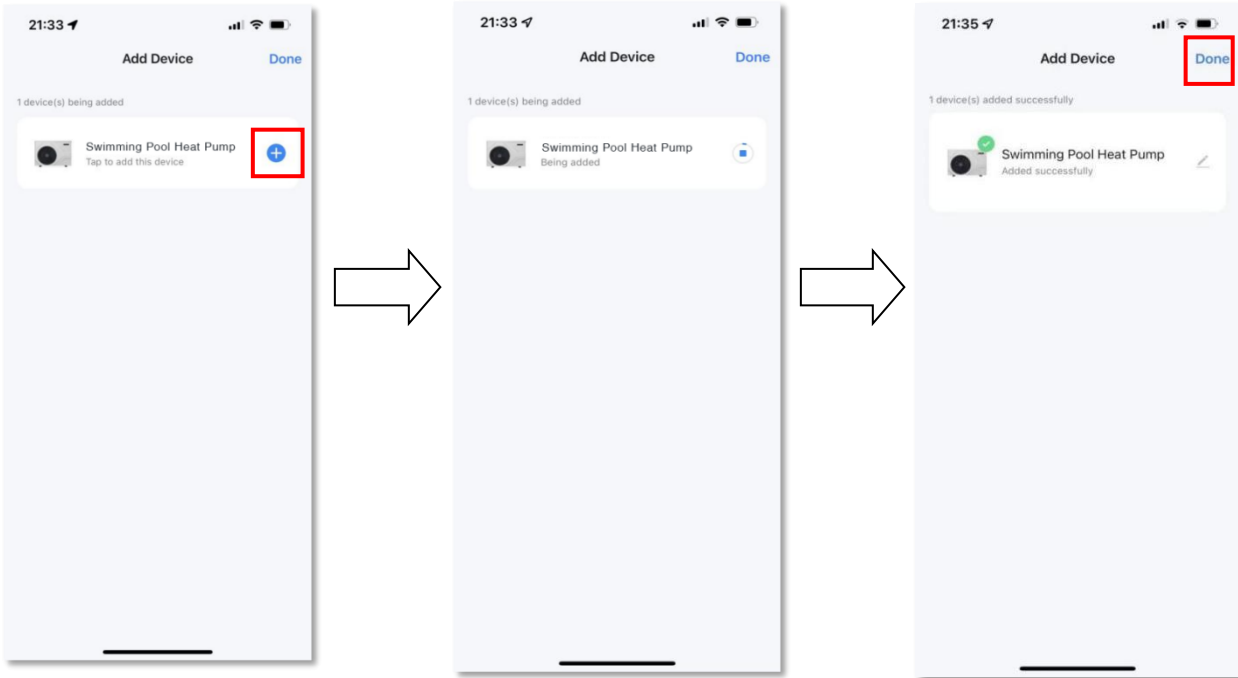 21:33
Add Device Done
1 device(s) being added
Swimming Pool Heat Pump
Tap to add this device
21:33
Add Device Done
1 device(s) being added
Swimming Pool Heat Pump
Being added
21:35
Add Device Done
1 device(s) added successfully
Swimming Pool Heat Pump
Added successfully